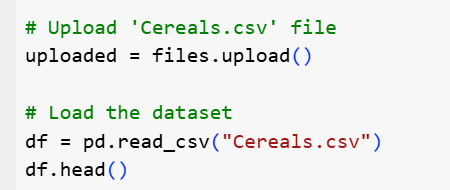 # Upload 'Cereals.csv' file
uploaded = files.upload()
# Load the dataset
df = pd.read_csv("Cereals.csv")
df.head()